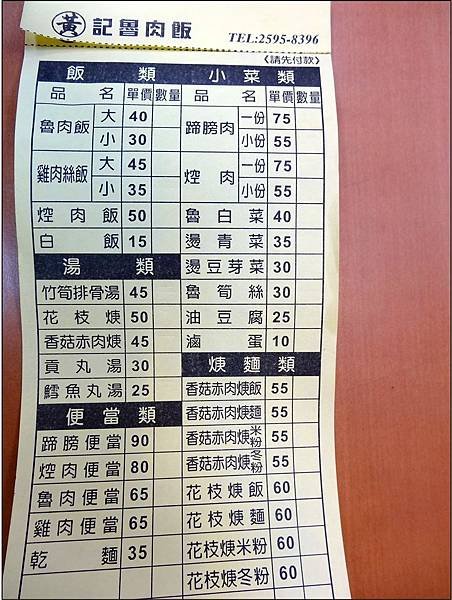 黃 記魯肉飯
TEL:2595-8396
《請先付款》
飯類
品名 單價 數量
魯肉飯 大 40
小 30
雞肉絲飯 大 45
小 35
焢肉飯 50
白飯 15
湯類
竹筍排骨湯 45
花枝焿 50
香菇赤肉焿 45
貢丸湯 30
鱈魚丸湯 25
便當類
蹄膀便當 90
焢肉便當 80
魯肉便當 65
雞肉便當 65
乾麵 35
小菜類
品名 單價 數量
蹄膀肉 一份 75
小份 55
焢肉 一份 75
小份 55
魯白菜 40
燙青菜 35
燙豆芽菜 30
魯筍絲 30
油豆腐 25
滷蛋 10
焿麵類
香菇赤肉焿飯 55
香菇赤肉焿麵 55
香菇赤肉焿米粉 55
香菇赤肉焿冬粉 55
花枝焿飯 60
花枝焿麵 60
花枝焿米粉 60
花枝焿冬粉 60